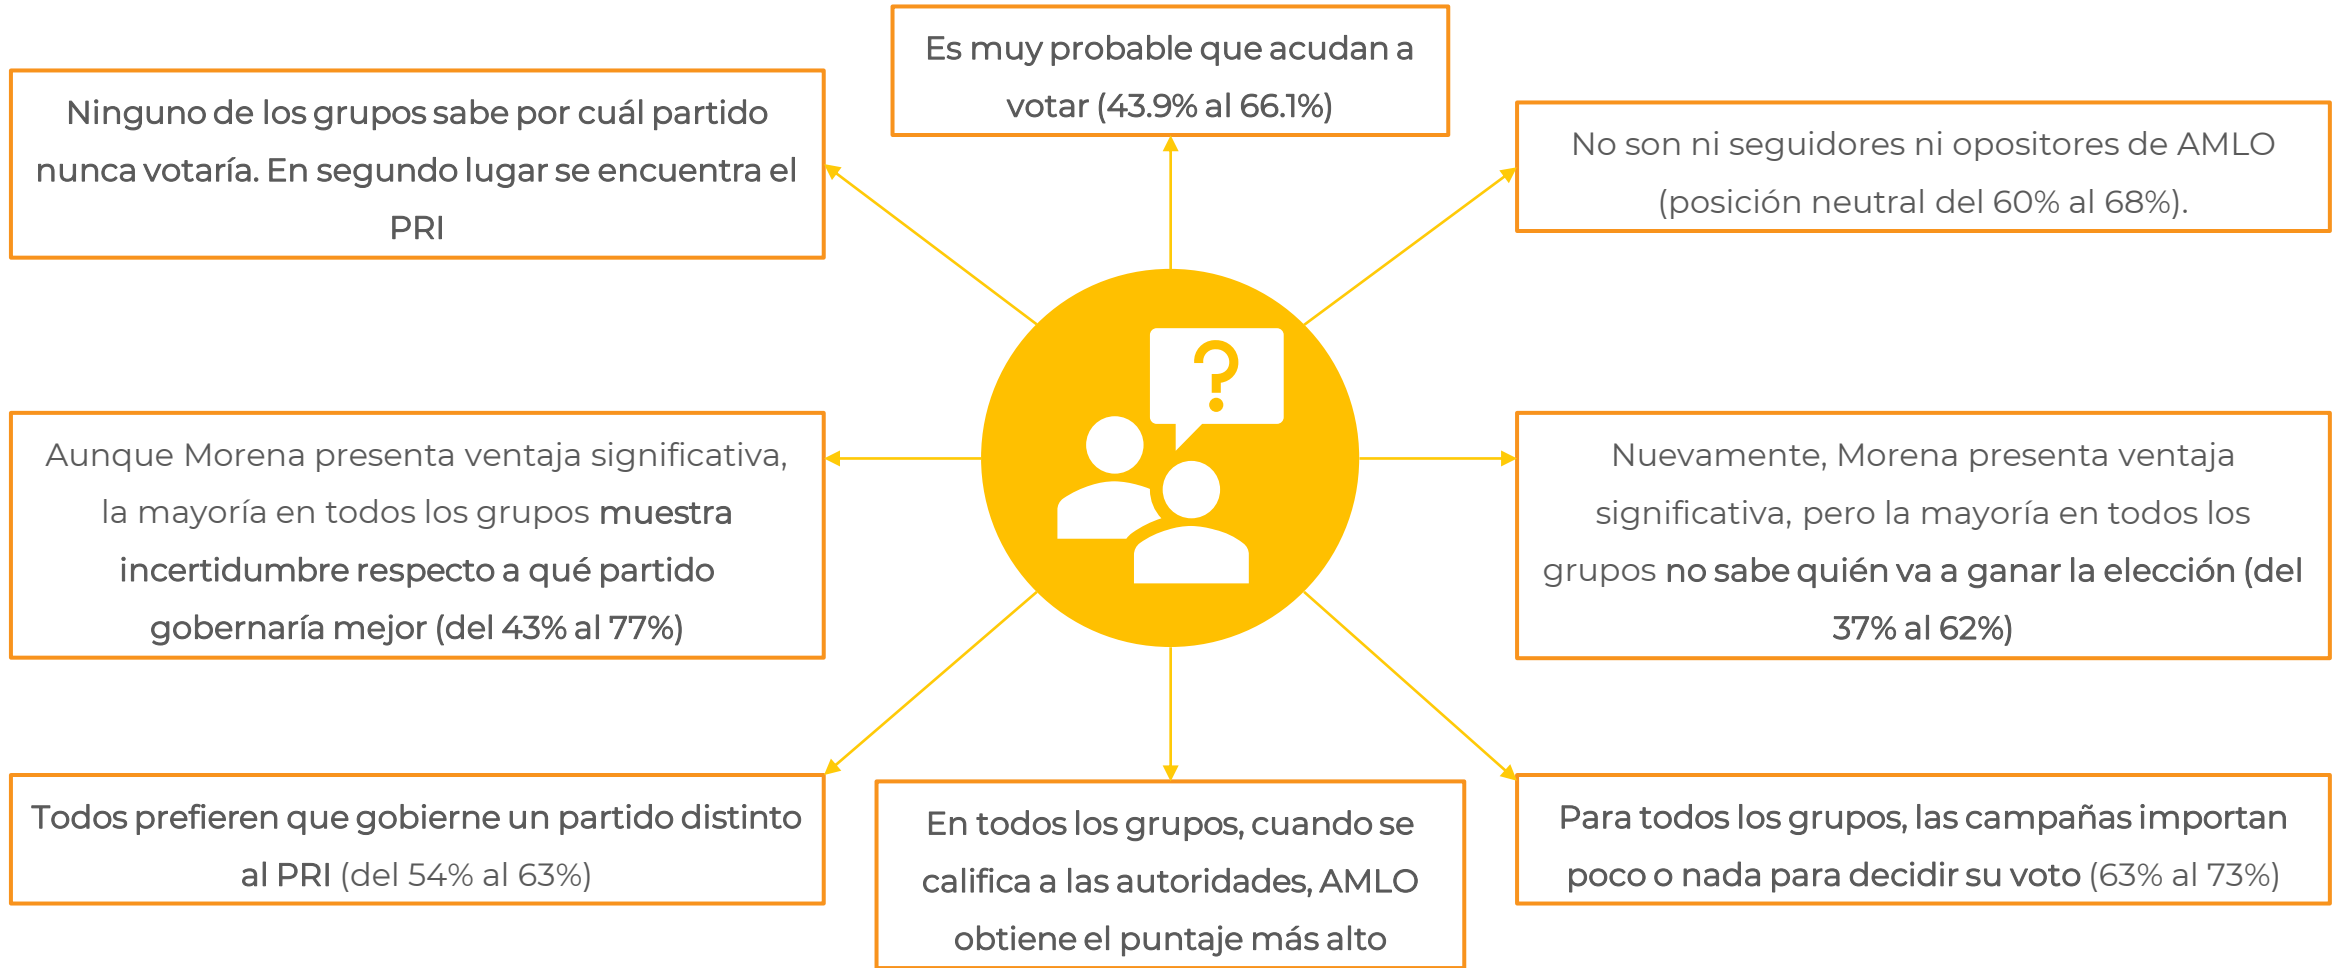 Es muy probable que acudan a
votar (43.9% al 66.1%)
Ninguno de los grupos sabe por cuál partido
nunca votaría. En segundo lugar se encuentra el
PRI
No son ni seguidores ni opositores de AMLO
(posición neutral del 60% al 68%).
?
Aunque Morena presenta ventaja significativa,
la mayoría en todos los grupos muestra
incertidumbre respecto a qué partido
gobernaría mejor (del 43% al 77%)
Nuevamente, Morena presenta ventaja
significativa, pero la mayoría en todos los
grupos no sabe quién va a ganar la elección (del
37% al 62%)
Todos prefieren que gobierne un partido distinto
al PRI (del 54% al 63%)
En todos los grupos, cuando se
califica a las autoridades, AMLO
obtiene el puntaje más alto
Para todos los grupos, las campañas importan
poco o nada para decidir su voto (63% al 73%)